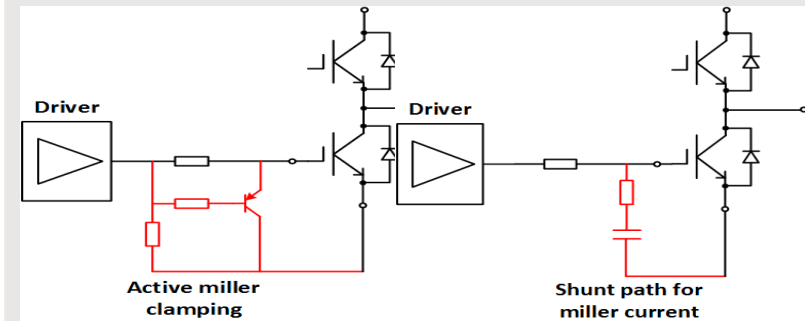 Driver
Driver
Active miller
clamping
Shunt path for
miller current